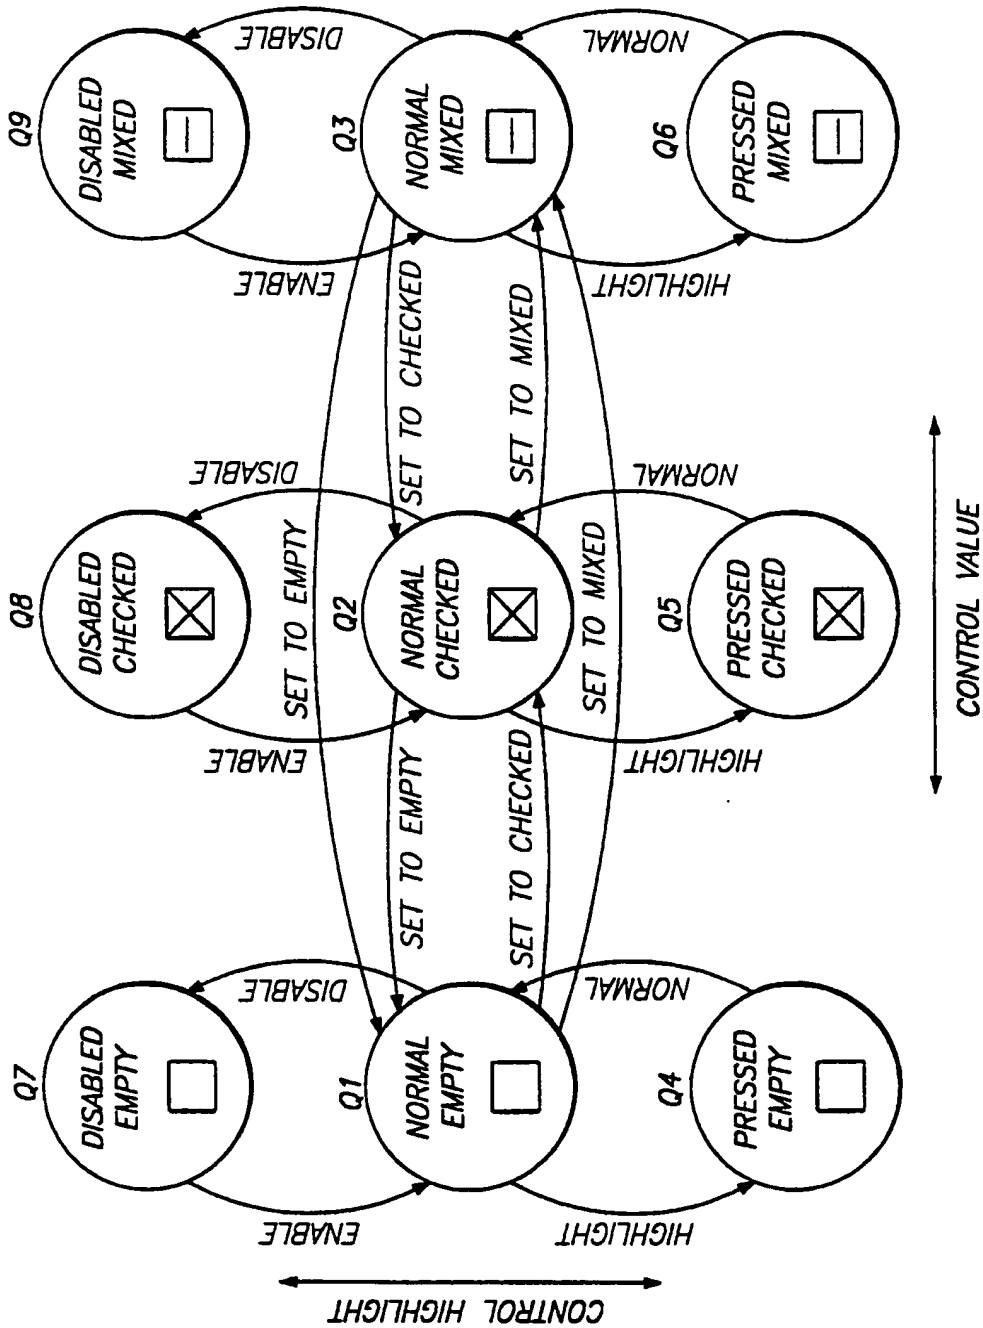 Q7
DISABLED
EMPTY
Q8
DISABLED
CHECKED
Q9
DISABLED
MIXED
ENABLE
DISABLE
ENABLE
DISABLE
ENABLE
DISABLE
SET TO EMPTY
Q1
NORMAL
EMPTY
SET TO EMPTY
Q2
NORMAL
CHECKED
SET TO CHECKED
Q3
NORMAL
MIXED
SET TO CHECKED
SET TO MIXED
SET TO MIXED
HIGHLIGHT
NORMAL
HIGHLIGHT
NORMAL
HIGHLIGHT
NORMAL
Q4
PRESSED
EMPTY
Q5
PRESSED
CHECKED
Q6
PRESSED
MIXED
CONTROL HIGHLIGHT
CONTROL VALUE